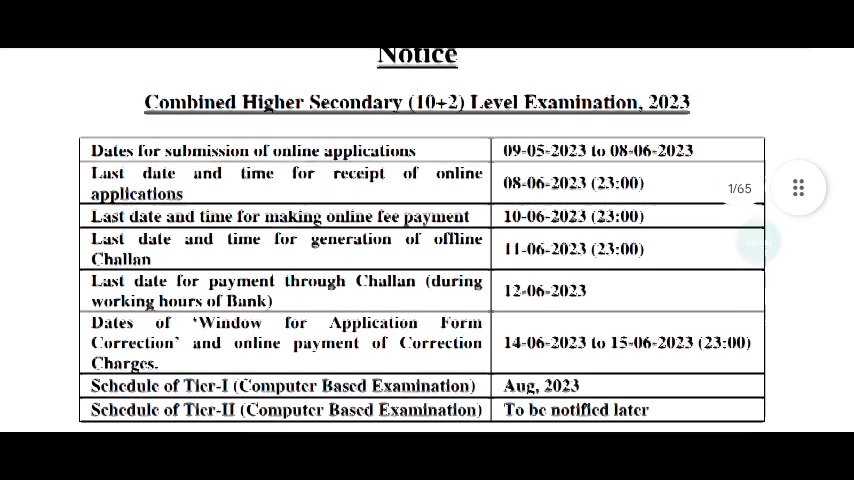 Notice
Combined Higher Secondary (10+2) Level Examination, 2023
Dates for submission of online applications 09-05-2023 to 08-06-2023
Last date and time for receipt of online
applications 08-06-2023 (23:00)
1/65
Last date and time for making online fee payment 10-06-2023 (23:00)
Last date and time for generation of offline
Challan 11-06-2023 (23:00)
Last date for payment through Challan (during
working hours of Bank) 12-06-2023
Dates of ‘Window for Application Form
Correction’ and online payment of Correction
Charges. 14-06-2023 to 15-06-2023 (23:00)
Schedule of Tier-I (Computer Based Examination) Aug, 2023
Schedule of Tier-II (Computer Based Examination) To be notified later